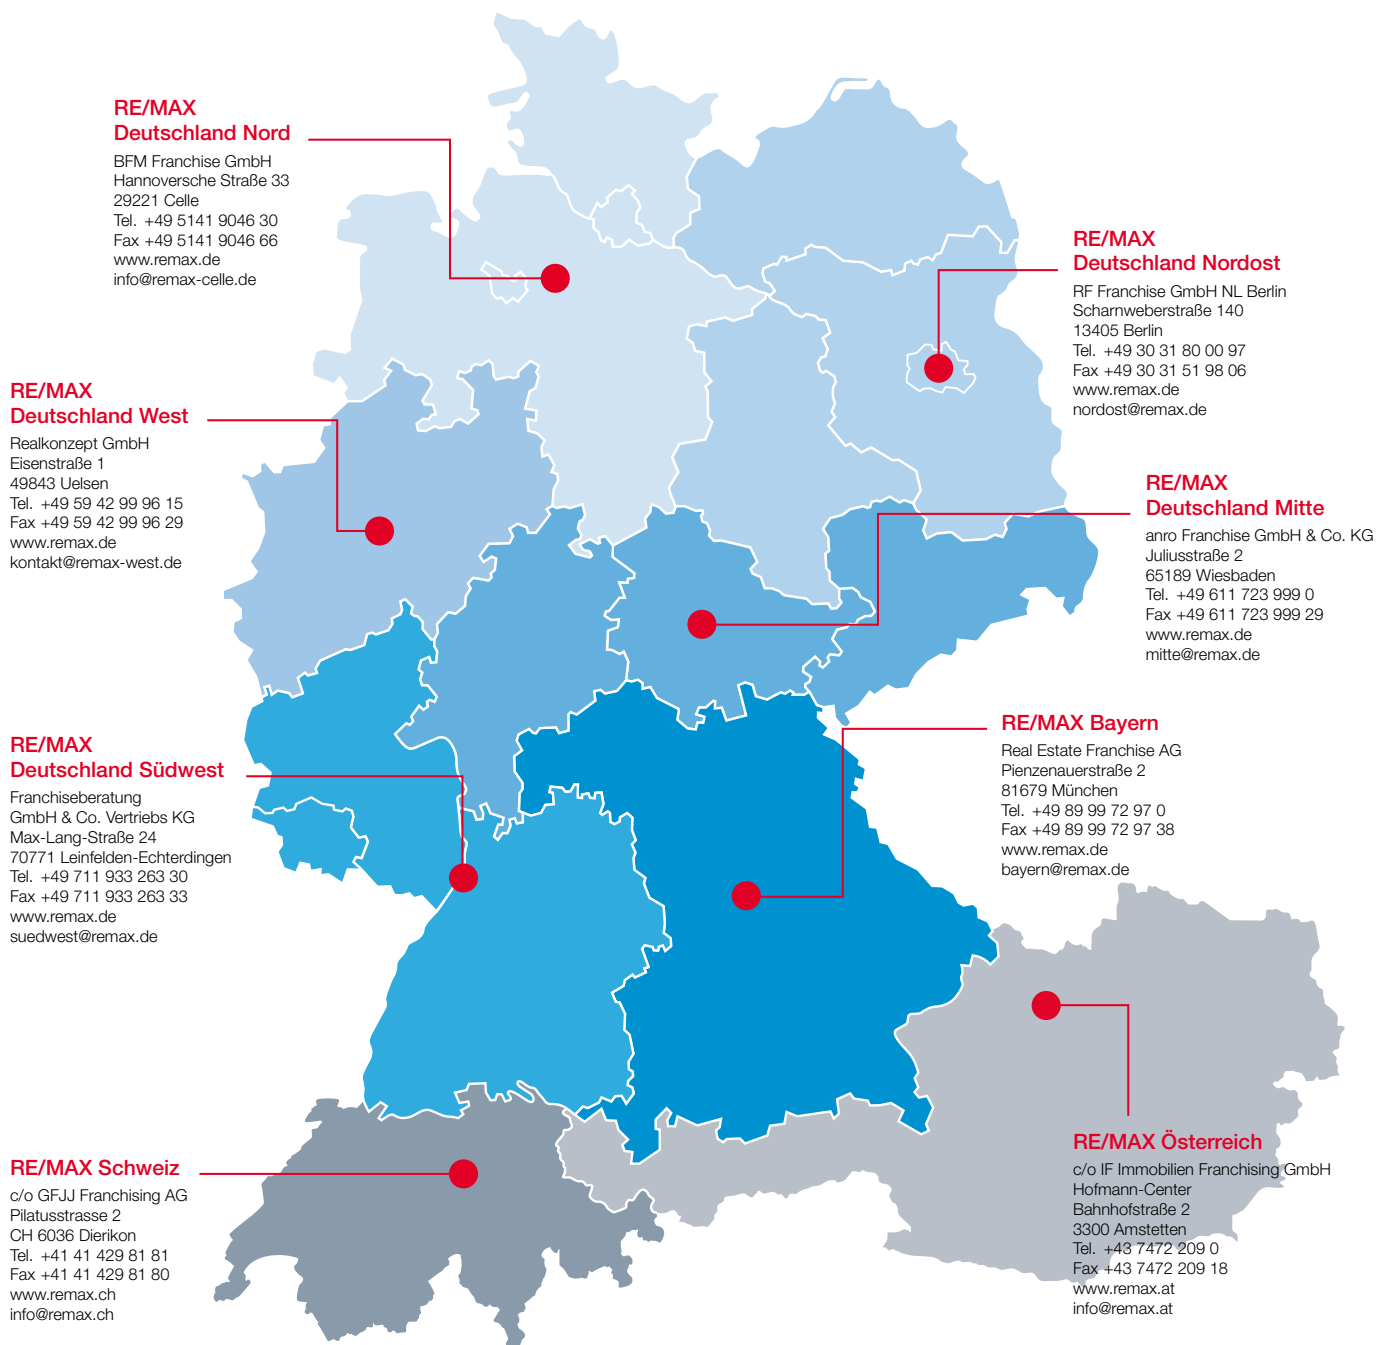 RE/MAX
Deutschland Nord
BFM Franchise GmbH
Hannoversche Straße 33
29221 Celle
Tel. +49 5141 9046 30
Fax +49 5141 9046 66
www.remax.de
info@remax-celle.de
RE/MAX
Deutschland Nordost
RF Franchise GmbH NL Berlin
Scharnweberstraße 140
13405 Berlin
Tel. +49 30 31 80 00 97
Fax +49 30 31 51 98 06
www.remax.de
nordost@remax.de
RE/MAX
Deutschland West
Realkonzept GmbH
Eisenstraße 1
49843 Uelsen
Tel. +49 59 42 99 96 15
Fax +49 59 42 99 96 29
www.remax.de
kontakt@remax-west.de
RE/MAX
Deutschland Mitte
anro Franchise GmbH & Co. KG
Juliusstraße 2
65189 Wiesbaden
Tel. +49 611 723 999 0
Fax +49 611 723 999 29
www.remax.de
mitte@remax.de
RE/MAX
Deutschland Südwest
Franchiseberatung
GmbH & Co. Vertriebs KG
Max-Lang-Straße 24
70771 Leinfelden-Echterdingen
Tel. +49 711 933 263 30
Fax +49 711 933 263 33
www.remax.de
suedwest@remax.de
RE/MAX Bayern
Real Estate Franchise AG
Pienzenauerstraße 2
81679 München
Tel. +49 89 99 72 97 0
Fax +49 89 99 72 97 38
www.remax.de
bayern@remax.de
RE/MAX Schweiz
c/o GFJJ Franchising AG
Pilatusstrasse 2
CH 6036 Dierikon
Tel. +41 41 429 81 81
Fax +41 41 429 81 80
www.remax.ch
info@remax.ch
RE/MAX Österreich
c/o IF Immobilien Franchising GmbH
Hofmann-Center
Bahnhofstraße 2
3300 Amstetten
Tel. +43 7472 209 0
Fax +43 7472 209 18
www.remax.at
info@remax.at